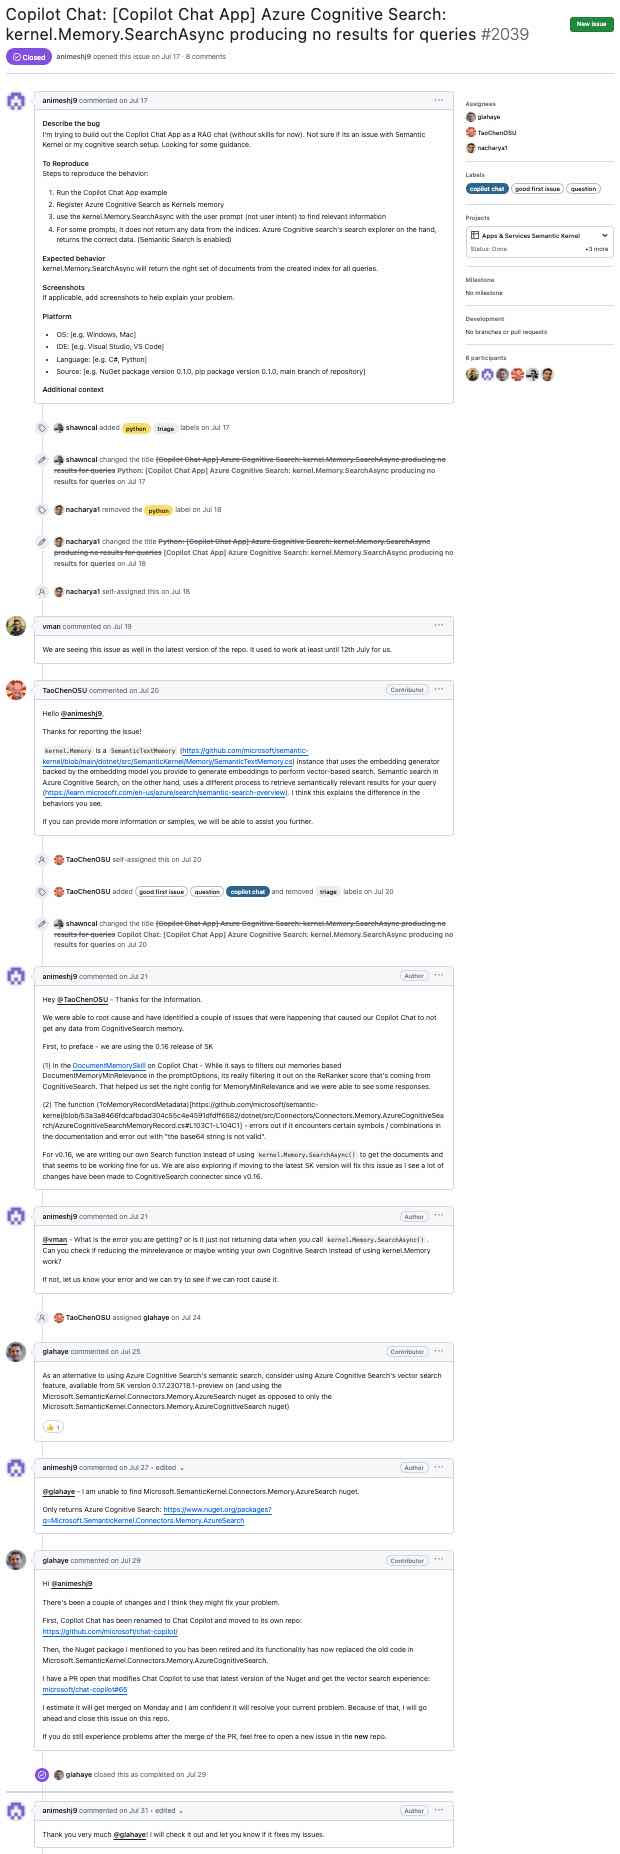 Copilot Chat: [Copilot Chat App] Azure Cognitive Search:
kernel.Memory.SearchAsync producing no results for queries #2039
New issue
Closed
animeshj9 opened this issue on Jul 17 · 8 comments
animeshj9 commented on Jul 17
Describe the bug
I'm trying to build out the Copilot Chat App as a RAG chat (without skills for now). Not sure if its an issue with Semantic
Kernel or my cognitive search setup. Looking for some guidance.
To Reproduce
Steps to reproduce the behavior:
1. Run the Copilot Chat App example
2. Register Azure Cognitive Search as Kernels memory
3. use the kernel.Memory.SearchAsync with the user prompt (not user intent) to find relevant information
4. For some prompts, it does not return any data from the indices. Azure Cognitive search's search explorer on the hand,
returns the correct data. (Semantic Search is enabled)
Expected behavior
kernel.Memory.SearchAsync will return the right set of documents from the created index for all queries.
Screenshots
If applicable, add screenshots to help explain your problem.
Platform
• OS: [e.g. Windows, Mac]
• IDE: [e.g. Visual Studio, VS Code]
• Language: [e.g. C#, Python]
• Source: [e.g. NuGet package version 0.1.0, pip package version 0.1.0, main branch of repository]
Additional context
Assignees
glahaye
TaoChenOSU
nacharya1
Labels
copilot chat good first issue question
Projects
Apps & Services Semantic Kernel
Status: Done +3 more
Milestone
No milestone
Development
No branches or pull requests
6 participants
shawncal added python triage labels on Jul 17
shawncal changed the title [Copilot Chat App] Azure Cognitive Search: kernel.Memory.SearchAsync producing no
results for queries Python: [Copilot Chat App] Azure Cognitive Search: kernel.Memory.SearchAsync producing no
results for queries on Jul 17
nacharya1 removed the python label on Jul 18
nacharya1 changed the title Python: [Copilot Chat App] Azure Cognitive Search: kernel.Memory.SearchAsync
producing no results for queries [Copilot Chat App] Azure Cognitive Search: kernel.Memory.SearchAsync producing no
results for queries on Jul 18
nacharya1 self-assigned this on Jul 18
vman commented on Jul 19
We are seeing this issue as well in the latest version of the repo. It used to work at least until 12th July for us.
TaoChenOSU commented on Jul 20
Contributor
Hello @animeshj9,
Thanks for reporting the issue!
kernel.Memory is a SemanticTextMemory (https://github.com/microsoft/semantic-
kernel/blob/main/dotnet/src/SemanticKernel/Memory/SemanticTextMemory.cs) instance that uses the embedding generator
backed by the embedding model you provide to generate embeddings to perform vector-based search. Semantic search in
Azure Cognitive Search, on the other hand, uses a different process to retrieve semantically relevant results for your query
(https://learn.microsoft.com/en-us/azure/search/semantic-search-overview). I think this explains the difference in the
behaviors you see.
If you can provide more information or samples, we will be able to assist you further.
TaoChenOSU self-assigned this on Jul 20
TaoChenOSU added good first issue question copilot chat and removed triage labels on Jul 20
shawncal changed the title [Copilot Chat App] Azure Cognitive Search: kernel.Memory.SearchAsync producing no
results for queries Copilot Chat: [Copilot Chat App] Azure Cognitive Search: kernel.Memory.SearchAsync producing no
results for queries on Jul 20
animeshj9 commented on Jul 21
Author
Hey @TaoChenOSU - Thanks for the information.
We were able to root cause and have identified a couple of issues that were happening that caused our Copilot Chat to not
get any data from CognitiveSearch memory.
First, to preface - we are using the 0.16 release of SK
(1) In the DocumentMemorySkill on Copilot Chat - While it says to filters our memories based
DocumentMemoryMinRelevance in the promptOptions, its really filtering it out on the ReRanker score that's coming from
CognitiveSearch. That helped us set the right config for MemoryMinRelevance and we were able to see some responses.
(2) The function (ToMemoryRecordMetadata)[https://github.com/microsoft/semantic-
kernel/blob/53a3a8466fdcafbdad304c55c4e4591dfdff6682/dotnet/src/Connectors/Connectors.Memory.AzureCognitiveSea
rch/AzureCognitiveSearchMemoryRecord.cs#L103C1-L104C1] - errors out if it encounters certain symbols / combinations in
the documentation and error out with "the base64 string is not valid".
For v0.16, we are writing our own Search function instead of using kernel.Memory.SearchAsync() to get the documents and
that seems to be working fine for us. We are also exploring if moving to the latest SK version will fix this issue as I see a lot of
changes have been made to CognitiveSearch connecter since v0.16.
animeshj9 commented on Jul 21
Author
@vman - What is the error you are getting? or is it just not returning data when you call kernel.Memory.SearchAsync() .
Can you check if reducing the minrelevance or maybe writing your own Cognitive Search instead of using kernel.Memory
work?
If not, let us know your error and we can try to see if we can root cause it.
TaoChenOSU assigned glahaye on Jul 24
glahaye commented on Jul 25
Contributor
As an alternative to using Azure Cognitive Search's semantic search, consider using Azure Cognitive Search's vector search
feature, available from SK version 0.17.230718.1-preview on (and using the
Microsoft.SemanticKernel.Connectors.Memory.AzureSearch nuget as opposed to only the
Microsoft.SemanticKernel.Connectors.Memory.AzureCognitiveSearch nuget)
👍 1
animeshj9 commented on Jul 27 • edited
Author
@glahaye - I am unable to find Microsoft.SemanticKernel.Connectors.Memory.AzureSearch nuget.
Only returns Azure Cognitive Search: https://www.nuget.org/packages?
q=Microsoft.SemanticKernel.Connectors.Memory.AzureSearch
glahaye commented on Jul 29
Contributor
Hi @animeshj9
There's been a couple of changes and I think they might fix your problem.
First, Copilot Chat has been renamed to Chat Copilot and moved to its own repo:
https://github.com/microsoft/chat-copilot/
Then, the Nuget package I mentioned to you has been retired and its functionality has now replaced the old code in
Microsoft.SemanticKernel.Connectors.Memory.AzureCognitiveSearch.
I have a PR open that modifies Chat Copilot to use that latest version of the Nuget and get the vector search experience:
microsoft/chat-copilot#65
I estimate it will get merged on Monday and I am confident it will resolve your current problem. Because of that, I will go
ahead and close this issue on this repo.
If you do still experience problems after the merge of the PR, feel free to open a new issue in the new repo.
glahaye closed this as completed on Jul 29
animeshj9 commented on Jul 31 • edited
Author
Thank you very much @glahaye! I will check it out and let you know if it fixes my issues.